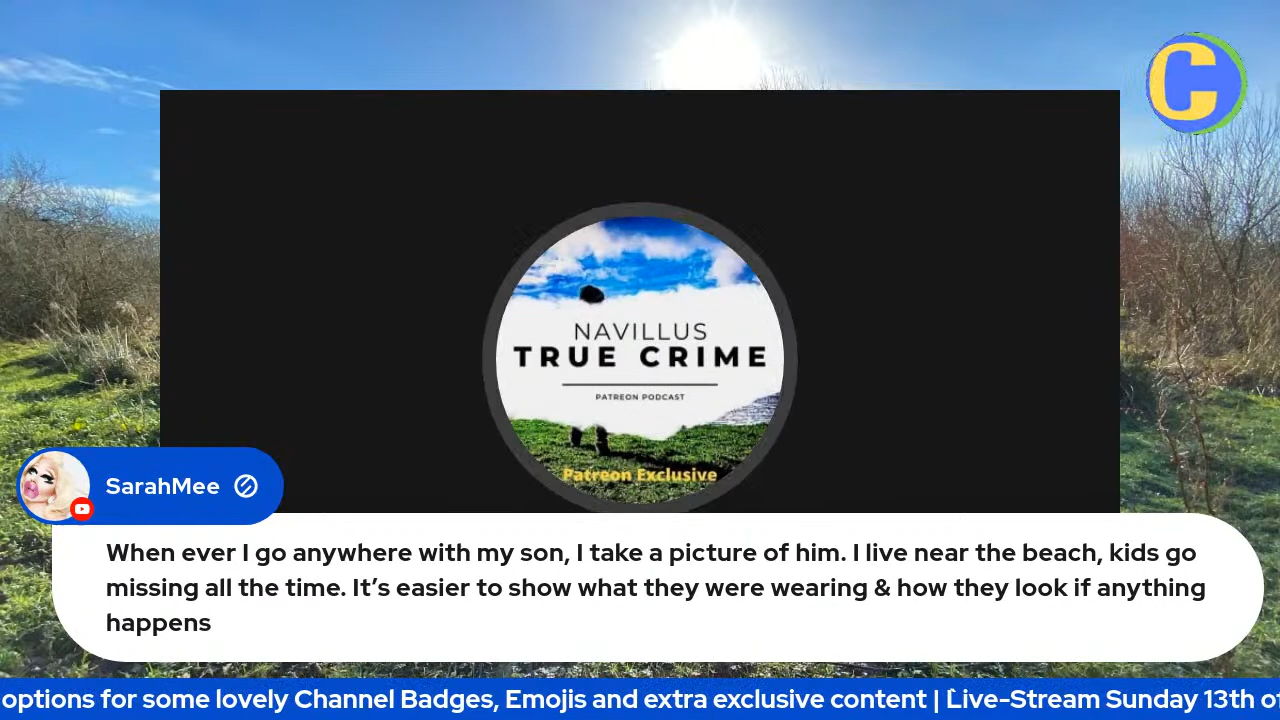 C
NAVILLUS
TRUE CRIME
PATREON PODCAST
Patreon Exclusive
SarahMee
When ever I go anywhere with my son, I take a picture of him. I live near the beach, kids go
missing all the time. It’s easier to show what they were wearing & how they look if anything
happens
options for some lovely Channel Badges, Emojis and extra exclusive content | Live-Stream Sunday 13th